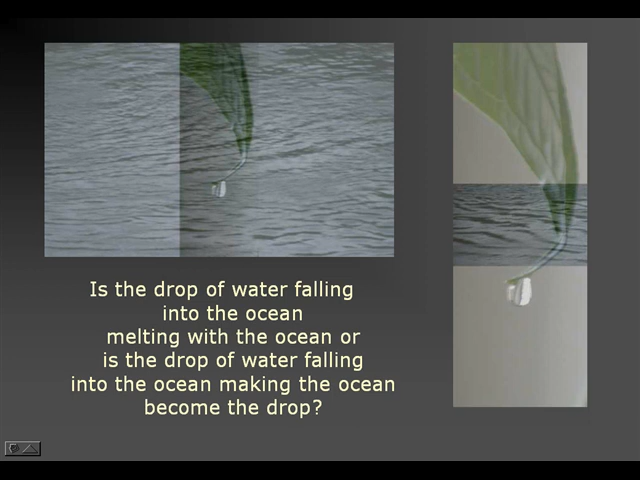 Is the drop of water falling
into the ocean
melting with the ocean or
is the drop of water falling
into the ocean making the ocean
become the drop?